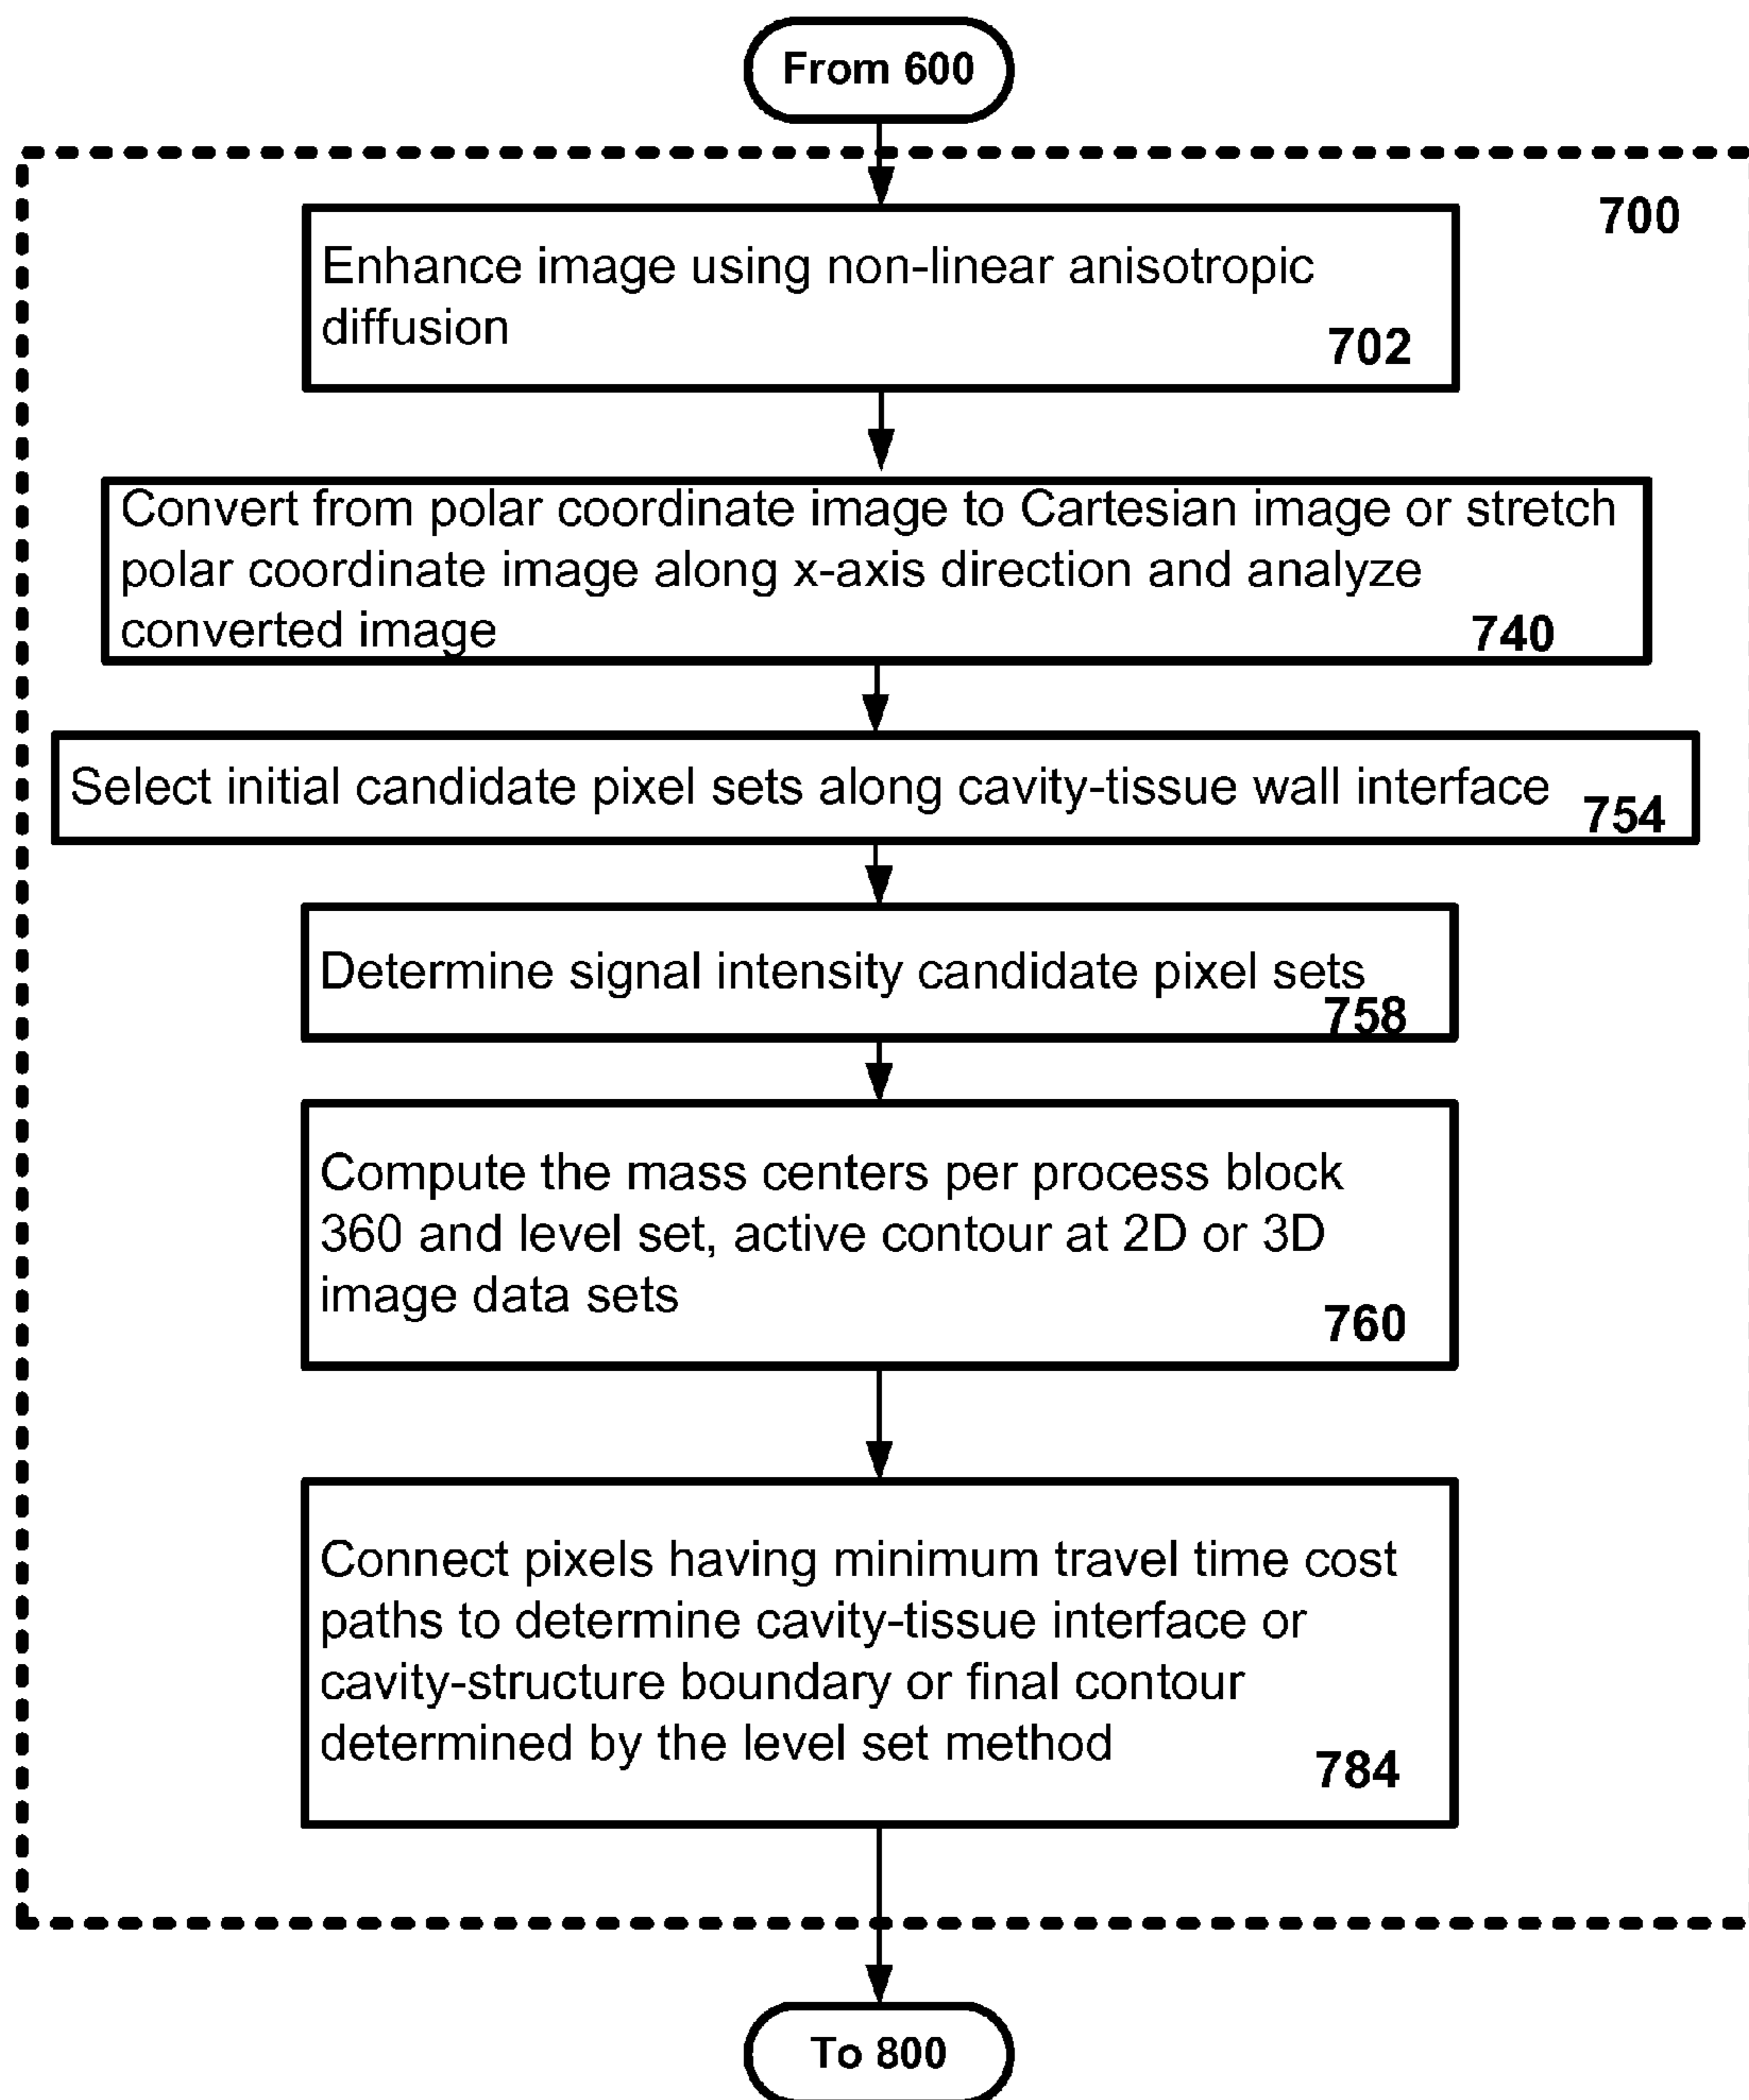 From 600
700
Enhance image using non-linear anisotropic
diffusion
702
Convert from polar coordinate image to Cartesian image or stretch
polar coordinate image along x-axis direction and analyze
converted image
740
Select initial candidate pixel sets along cavity-tissue wall interface
754
Determine signal intensity candidate pixel sets
758
Compute the mass centers per process block
360 and level set, active contour at 2D or 3D
image data sets
760
Connect pixels having minimum travel time cost
paths to determine cavity-tissue interface or
cavity-structure boundary or final contour
determined by the level set method
784
To 800